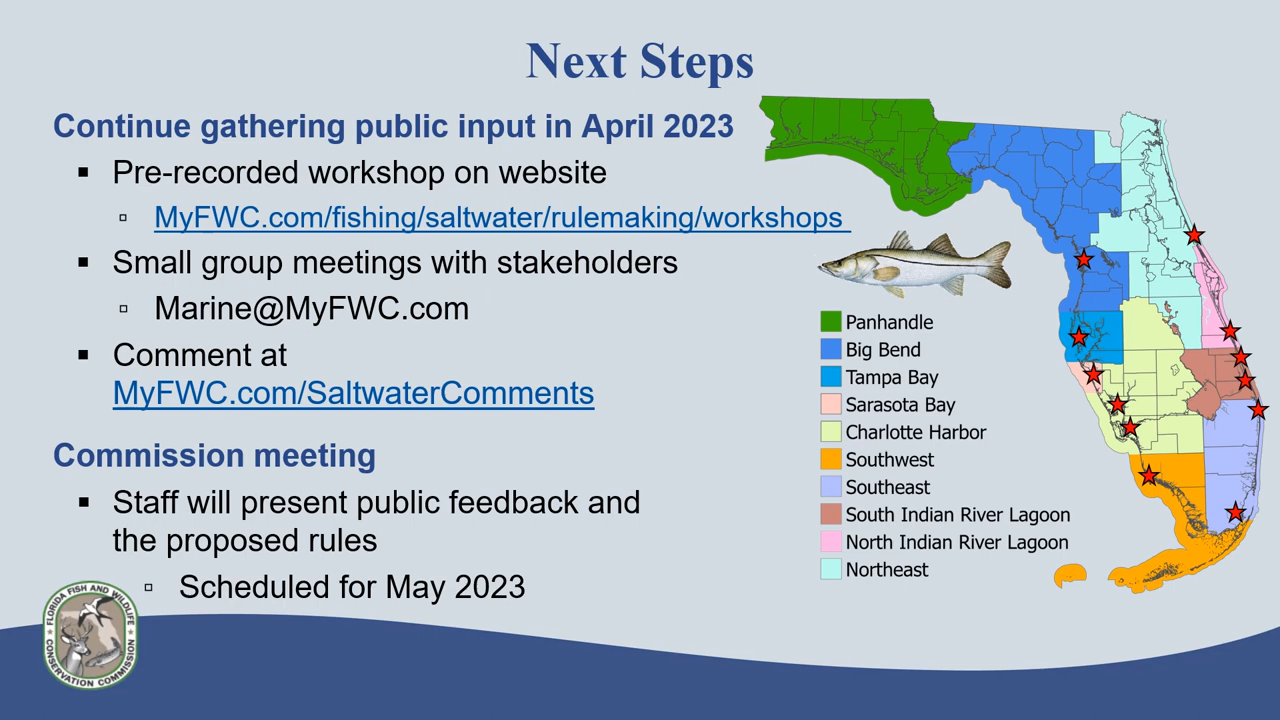 Next Steps
Continue gathering public input in April 2023
▪ Pre-recorded workshop on website
▫ MyFWC.com/fishing/saltwater/rulemaking/workshops
▪ Small group meetings with stakeholders
▫ Marine@MyFWC.com
▪ Comment at
MyFWC.com/SaltwaterComments
Commission meeting
▪ Staff will present public feedback and
the proposed rules
▫ Scheduled for May 2023
Panhandle
Big Bend
Tampa Bay
Sarasota Bay
Charlotte Harbor
Southwest
Southeast
South Indian River Lagoon
North Indian River Lagoon
Northeast
FLORIDA FISH AND WILDLIFE
CONSERVATION COMMISSION